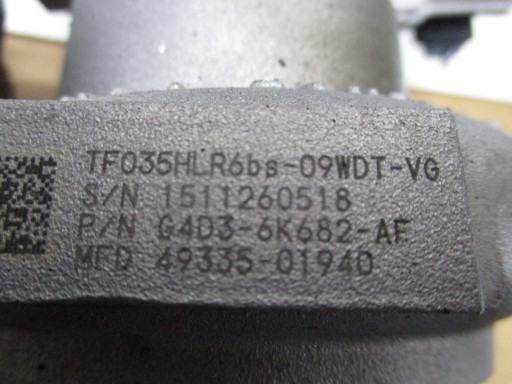 TF035HLR6bs-09WDT-VG
S/N 1511260518
P/N G4D3-6K682-AF
MFD 49335-01940